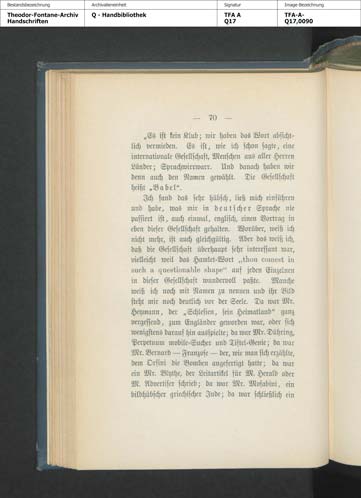 Bestandsbezeichnung
Archivalieneinheit
Signatur
Image Bezeichnung
Theodor-Fontane-Archiv
Handschriften
Q - Handbibliothek
TFA A
Q17
TFA-A-
Q17,0090
— 70 —
„Es ist kein Klub; wir haben das Wort absicht-
lich vermieden. Es ist, wie ich schon sagte, eine
internationale Gesellschaft, Menschen aus aller Herren
Länder; Sprachwirrwarr. Und danach haben wir
denn auch den Namen gewählt. Die Gesellschaft
heißt „Babel“.
Ich fand das sehr hübsch, ließ mich einführen
und habe, was mir in deutscher Sprache nie
passiert ist, auch einmal, englisch, einen Vortrag in
eben dieser Gesellschaft gehalten. Worüber, weiß ich
nicht mehr, ist auch gleichgültig. Aber das weiß ich,
daß die Gesellschaft überhaupt sehr interessant war,
vielleicht weil das Hamlet-Wort „thou comest in
such a questionable shape“ auf jeden Einzelnen
in dieser Gesellschaft wundervoll paßte. Manche
weiß ich noch mit Namen zu nennen und ihr Bild
steht mir noch deutlich vor der Seele. Da war Mr.
Heymann, der „Schlesien, sein Heimatland“ ganz
vergessend, zum Engländer geworden war, oder sich
wenigstens darauf hin ausspielte; da war Mr. Dühring,
Perpetuum mobile-Sucher und Tiftel-Genie; da war
Mr. Bernard — Franzose — der, wie man sich erzählte,
dem Orsini die Bomben angefertigt hatte; da war
ein Mr. Blythe, der Leitartikel für M. Herald oder
M. Advertiser schrieb; da war Mr. Mosabini, ein
bildhübscher griechischer Jude; da war schließlich ein